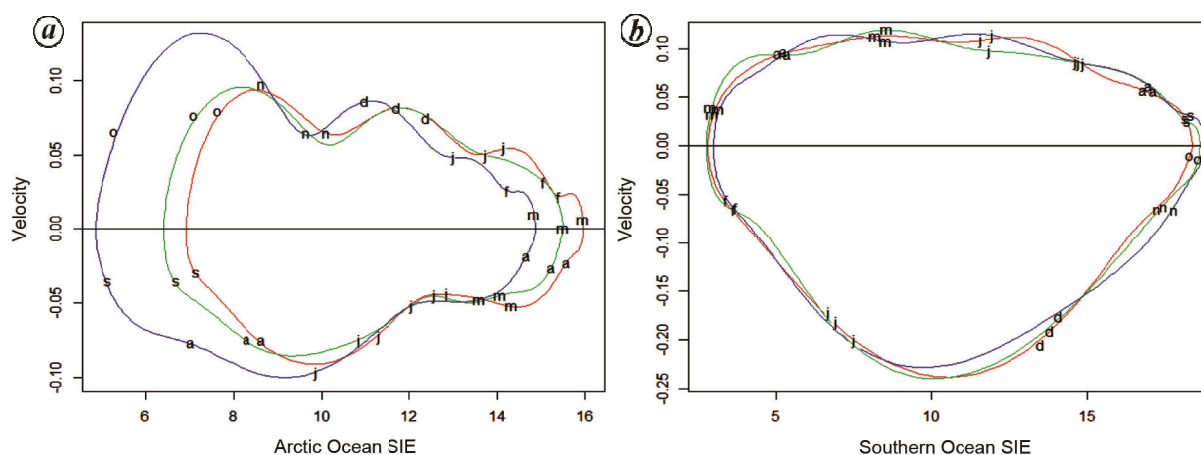 a
0.10
0.05
0.00
-0.05
-0.10
Velocity
n
d d d
o o o
n n
j j j
f f f
m m m
a a a
s s s
j j j
m m m
a a a
j j j
6 8 10 12 14 16
Arctic Ocean SIE
b
0.10
0.05
0.00
-0.05
-0.10
-0.15
-0.20
-0.25
Velocity
m m m
j j j
a a
j j
a a
m m m
s s
o o
f f
n n n
j j j
d d d
5 10 15
Southern Ocean SIE